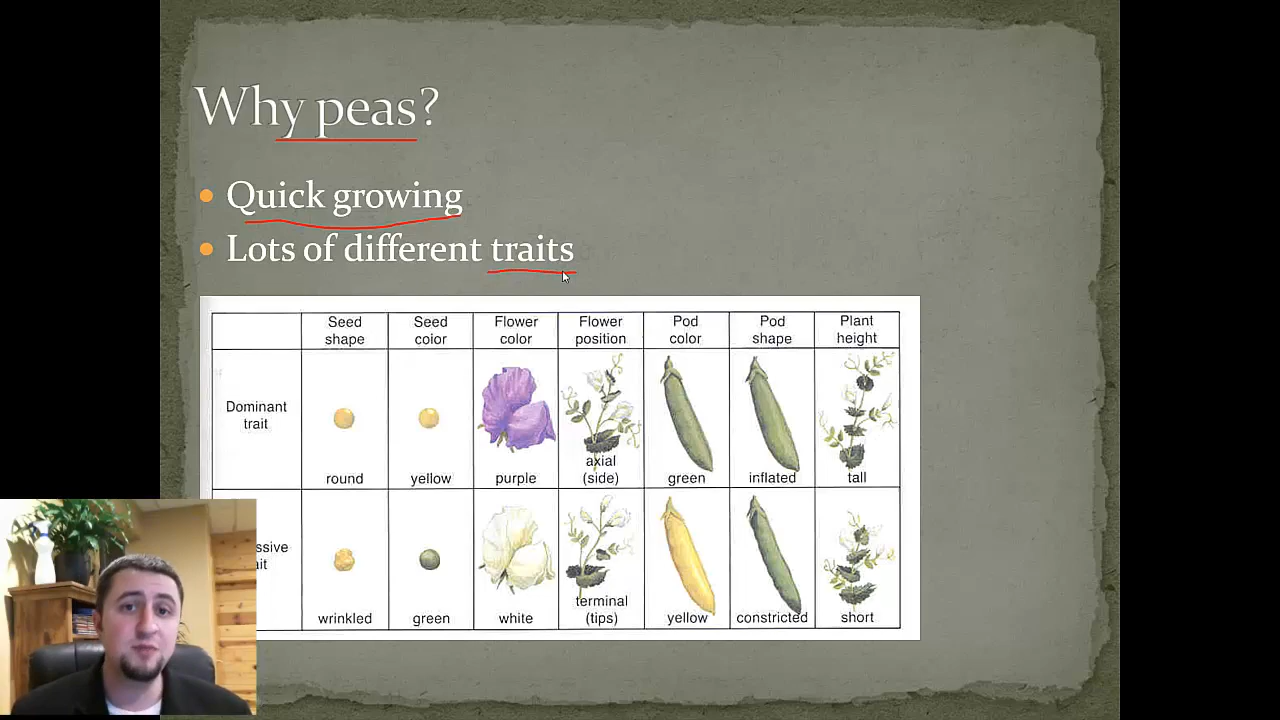 Why peas?
Quick growing
Lots of different traits
Seed shape
Seed color
Flower color
Flower position
Pod color
Pod shape
Plant height
Dominant trait
round
yellow
purple
axial (side)
green
inflated
tall
wrinkled
green
white
terminal (tips)
yellow
constricted
short